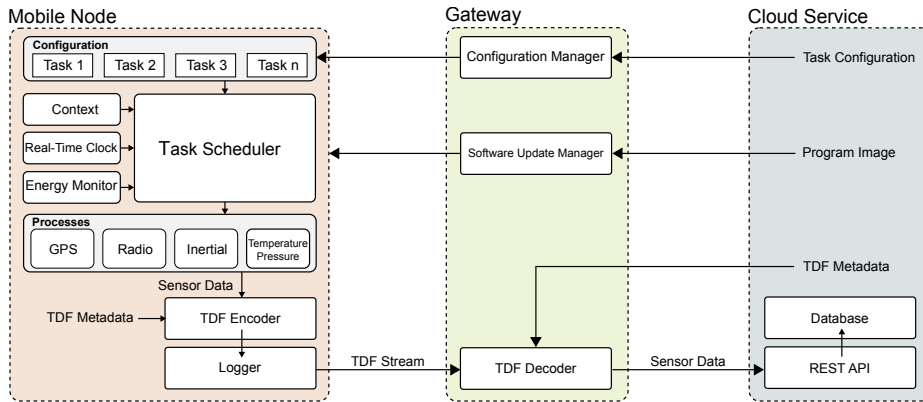 Mobile Node
Gateway
Cloud Service
Configuration
Task 1
Task 2
Task 3
Task n
Configuration Manager
Task Configuration
Context
Real-Time Clock
Energy Monitor
Task Scheduler
Software Update Manager
Program Image
Processes
GPS
Radio
Inertial
Temperature
Pressure
Sensor Data
TDF Metadata
TDF Metadata
TDF Encoder
Database
Logger
TDF Stream
TDF Decoder
Sensor Data
REST API